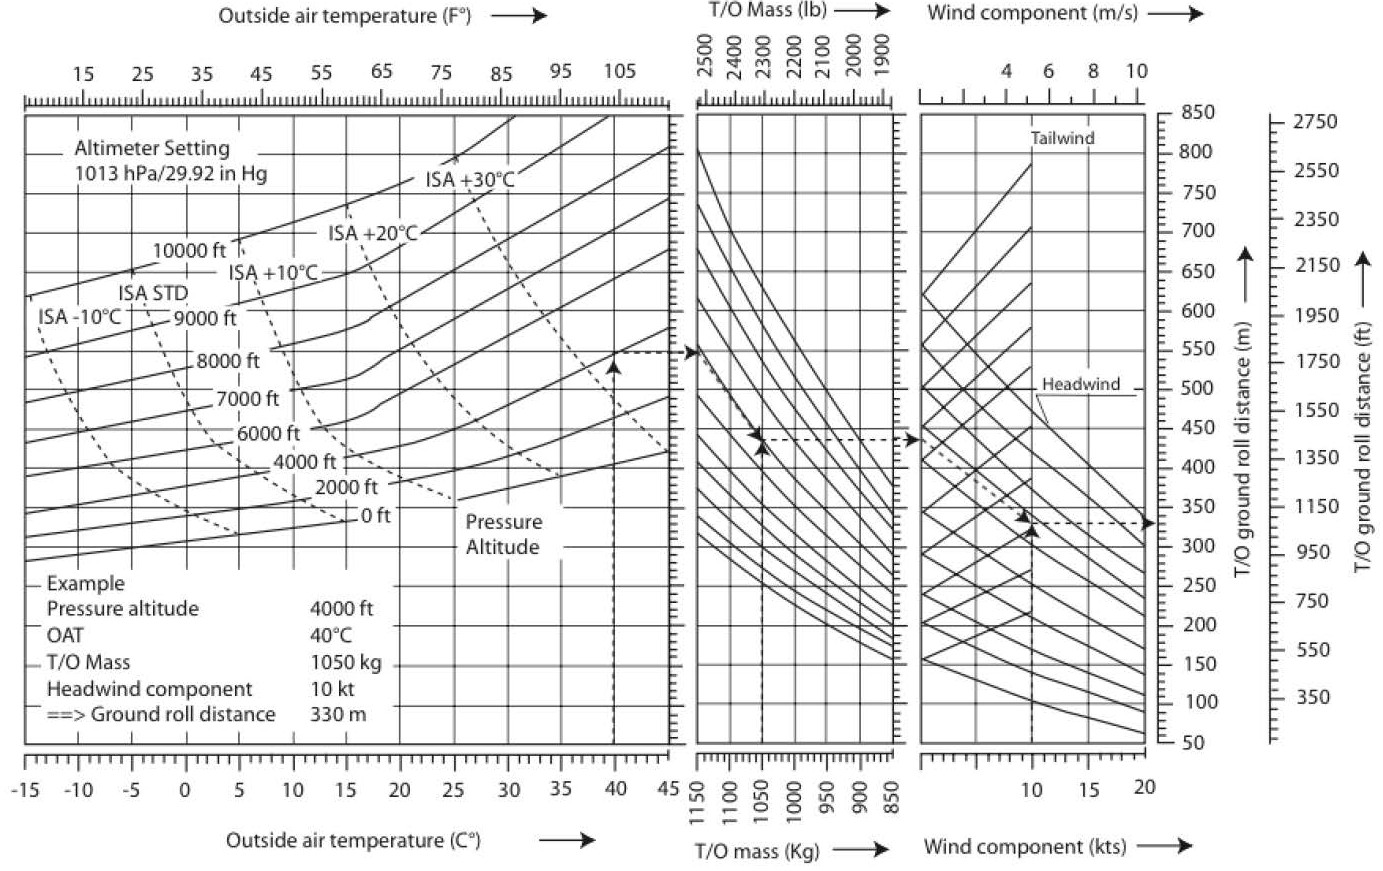 Outside air temperature (F°)
T/O Mass (lb)
Wind component (m/s)
15 25 35 45 55 65 75 85 95 105
2500 2400 2300 2200 2100 2000 1900
4 6 8 10
Altimeter Setting
1013 hPa/29.92 in Hg
ISA +30°C
ISA +20°C
10000 ft
ISA +10°C
ISA STD
ISA -10°C
9000 ft
8000 ft
7000 ft
6000 ft
4000 ft
2000 ft
0 ft
Pressure
Altitude
Example
Pressure altitude 4000 ft
OAT 40°C
T/O Mass 1050 kg
Headwind component 10 kt
==> Ground roll distance 330 m
Tailwind
Headwind
850
800
750
700
650
600
550
500
450
400
350
300
250
200
150
100
50
T/O ground roll distance (m)
2750
2550
2350
2150
1950
1750
1550
1350
1150
950
750
550
350
T/O ground roll distance (ft)
-15 -10 -5 0 5 10 15 20 25 30 35 40 45
1150 1100 1050 1000 950 900 850
10 20
Outside air temperature (C°)
T/O mass (Kg)
Wind component (kts)